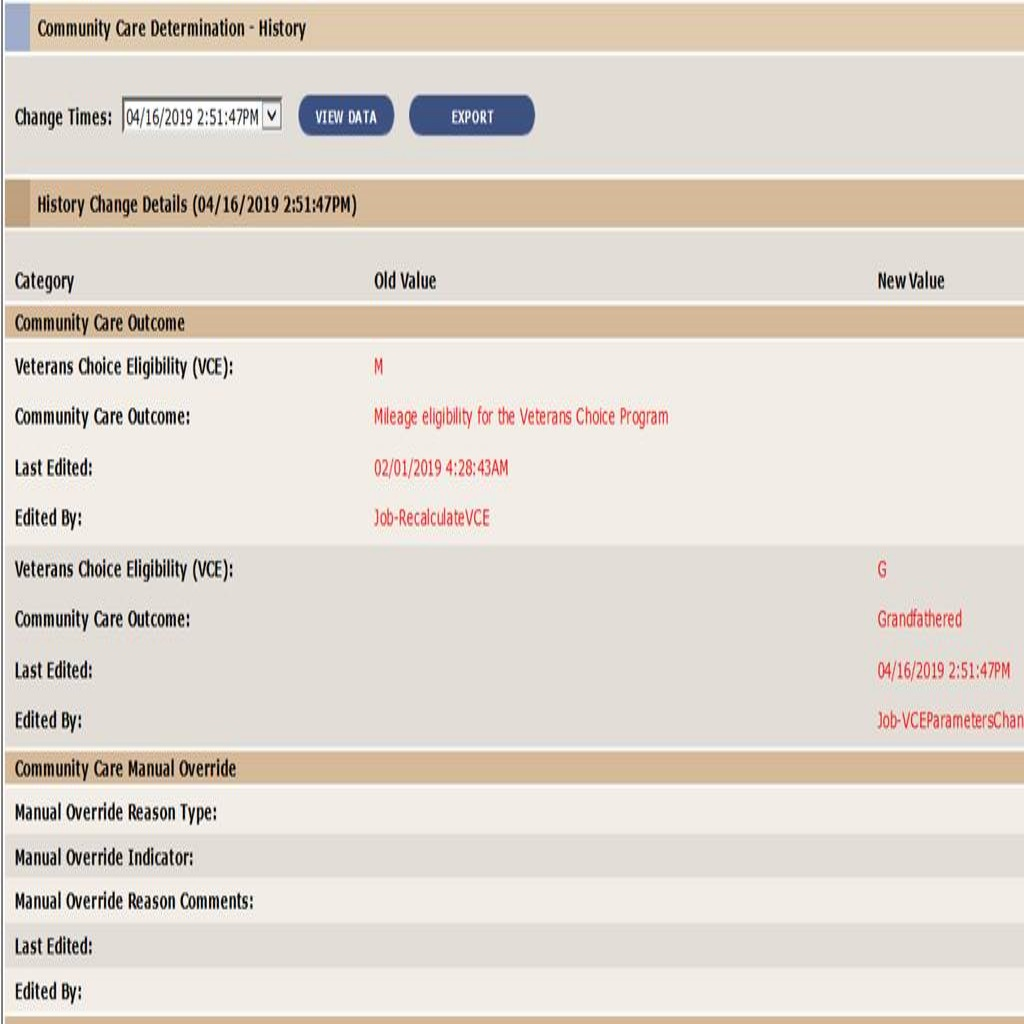 Community Care Determination - History
Change Times: 04/16/2019 2:51:47PM VIEW DATA EXPORT
History Change Details (04/16/2019 2:51:47PM)
Category Old Value New Value
Community Care Outcome
Veterans Choice Eligibility (VCE): M
Community Care Outcome: Mileage eligibility for the Veterans Choice Program
Last Edited: 02/01/2019 4:28:43AM
Edited By: Job-RecalculateVCE
Veterans Choice Eligibility (VCE): G
Community Care Outcome: Grandfathered
Last Edited: 04/16/2019 2:51:47PM
Edited By: Job-VCEParametersChan
Community Care Manual Override
Manual Override Reason Type:
Manual Override Indicator:
Manual Override Reason Comments:
Last Edited:
Edited By: